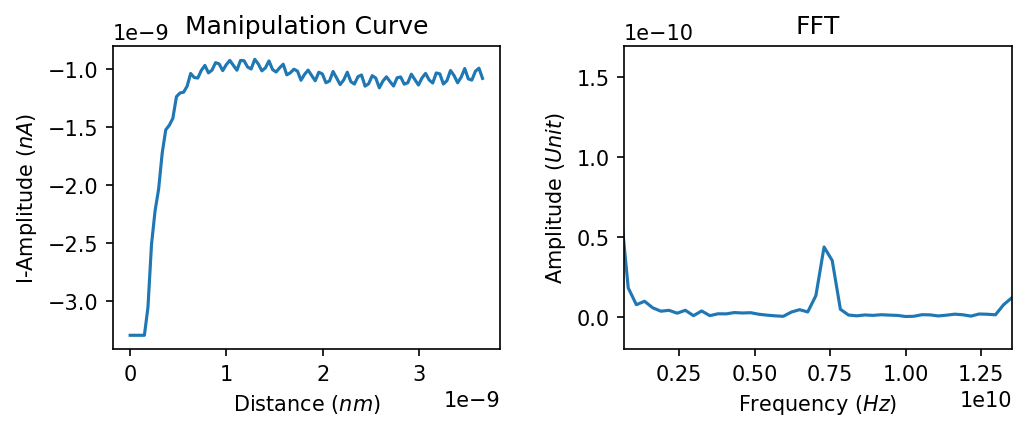 Manipulation Curve
1e−9
−1.0
−1.5
−2.0
−2.5
−3.0
I-Amplitude (nA)
0 1 2 3
1e−9
Distance (nm)
FFT
1e−10
1.5
1.0
0.5
0.0
Amplitude (Unit)
0.25 0.50 0.75 1.00 1.25
1e10
Frequency (Hz)